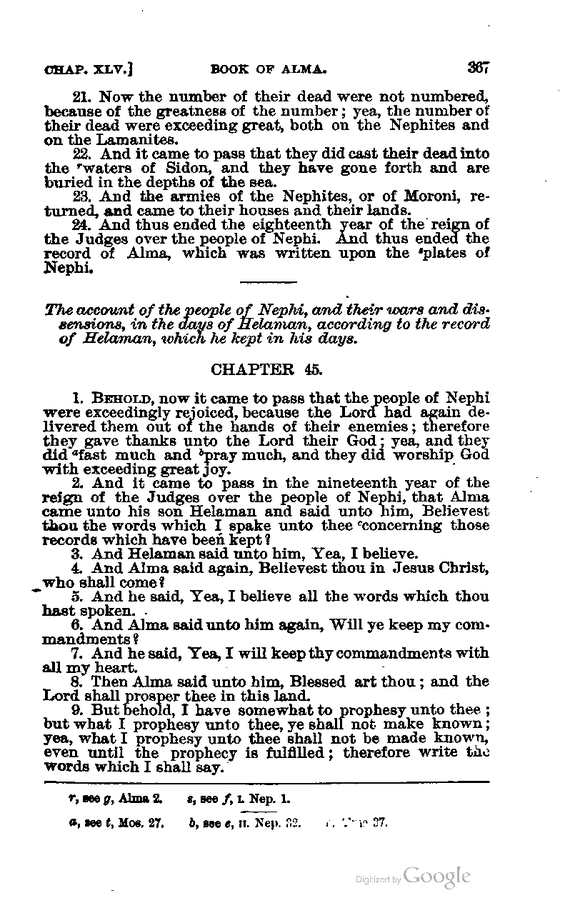 CHAP. XLV.] BOOK OF ALMA. 367
21. Now the number of their dead were not numbered,
because of the greatness of the number; yea, the number of
their dead were exceeding great, both on the Nephites and
on the Lamanites.
22. And it came to pass that they did cast their dead into
the ʳwaters of Sidon, and they have gone forth and are
buried in the depths of the sea.
23. And the armies of the Nephites, or of Moroni, re-
turned, and came to their houses and their lands.
24. And thus ended the eighteenth year of the reign of
the Judges over the people of Nephi. And thus ended the
record of Alma, which was written upon the ˢplates of
Nephi.
The account of the people of Nephi, and their wars and dis-
sensions, in the days of Helaman, according to the record
of Helaman, which he kept in his days.
CHAPTER 45.
1. BEHOLD, now it came to pass that the people of Nephi
were exceedingly rejoiced, because the Lord had again de-
livered them out of the hands of their enemies; therefore
they gave thanks unto the Lord their God; yea, and they
did ᵃfast much and ᵇpray much, and they did worship God
with exceeding great joy.
2. And it came to pass in the nineteenth year of the
reign of the Judges over the people of Nephi, that Alma
came unto his son Helaman and said unto him, Believest
thou the words which I spake unto thee ᶜconcerning those
records which have been kept?
3. And Helaman said unto him, Yea, I believe.
4. And Alma said again, Believest thou in Jesus Christ,
who shall come?
5. And he said, Yea, I believe all the words which thou
hast spoken.
6. And Alma said unto him again, Will ye keep my com-
mandments?
7. And he said, Yea, I will keep thy commandments with
all my heart.
8. Then Alma said unto him, Blessed art thou; and the
Lord shall prosper thee in this land.
9. But behold, I have somewhat to prophesy unto thee;
but what I prophesy unto thee, ye shall not make known;
yea, what I prophesy unto thee shall not be made known,
even until the prophecy is fulfilled; therefore write the
words which I shall say.
r, see g, Alma 2. s, see f, I. Nep. 1.
a, see t, Mos. 27. b, see e, II. Nep. 32. 37.
Digitized by Google